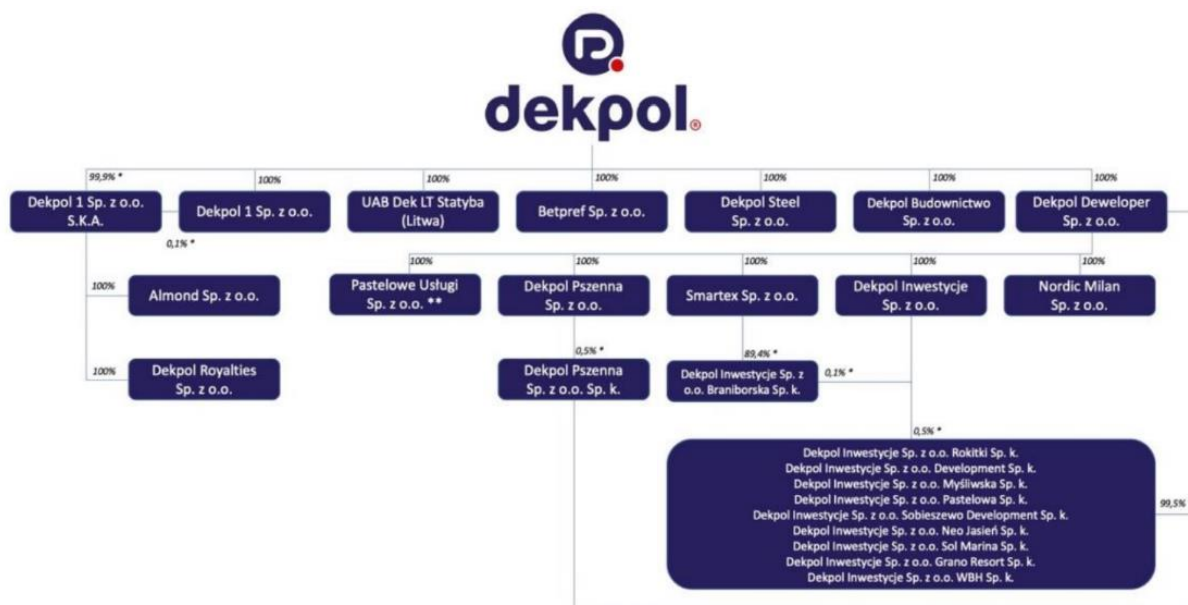 dekpol®
99,9% *
100%
100%
100%
100%
100%
100%
Dekpol 1 Sp. z o.o.
S.K.A.
Dekpol 1 Sp. z o.o.
UAB Dek LT Statyba
(Litwa)
Betpref Sp. z o.o.
Dekpol Steel
Sp. z o.o.
Dekpol Budownictwo
Sp. z o.o.
Dekpol Deweloper
Sp. z o.o.
0,1% *
100%
100%
100%
100%
100%
100%
Almond Sp. z o.o.
Pastelowe Usługi
Sp. z o.o. **
Dekpol Pszenna
Sp. z o.o.
Smartex Sp. z o.o.
Dekpol Inwestycje
Sp. z o.o.
Nordic Milan
Sp. z o.o.
0,5% *
89,4% *
100%
Dekpol Royalties
Sp. z o.o.
Dekpol Pszenna
Sp. z o.o. Sp. k.
Dekpol Inwestycje Sp. z
o.o. Braniborska Sp. k.
0,1% *
0,5% *
Dekpol Inwestycje Sp. z o.o. Rokitki Sp. k.
Dekpol Inwestycje Sp. z o.o. Development Sp. k.
Dekpol Inwestycje Sp. z o.o. Myśliwska Sp. k.
Dekpol Inwestycje Sp. z o.o. Pastelowa Sp. k.
Dekpol Inwestycje Sp. z o.o. Sobieszewo Development Sp. k.
Dekpol Inwestycje Sp. z o.o. Neo Jasień Sp. k.
Dekpol Inwestycje Sp. z o.o. Sol Marina Sp. k.
Dekpol Inwestycje Sp. z o.o. Grano Resort Sp. k.
Dekpol Inwestycje Sp. z o.o. WBH Sp. k.
99,5%